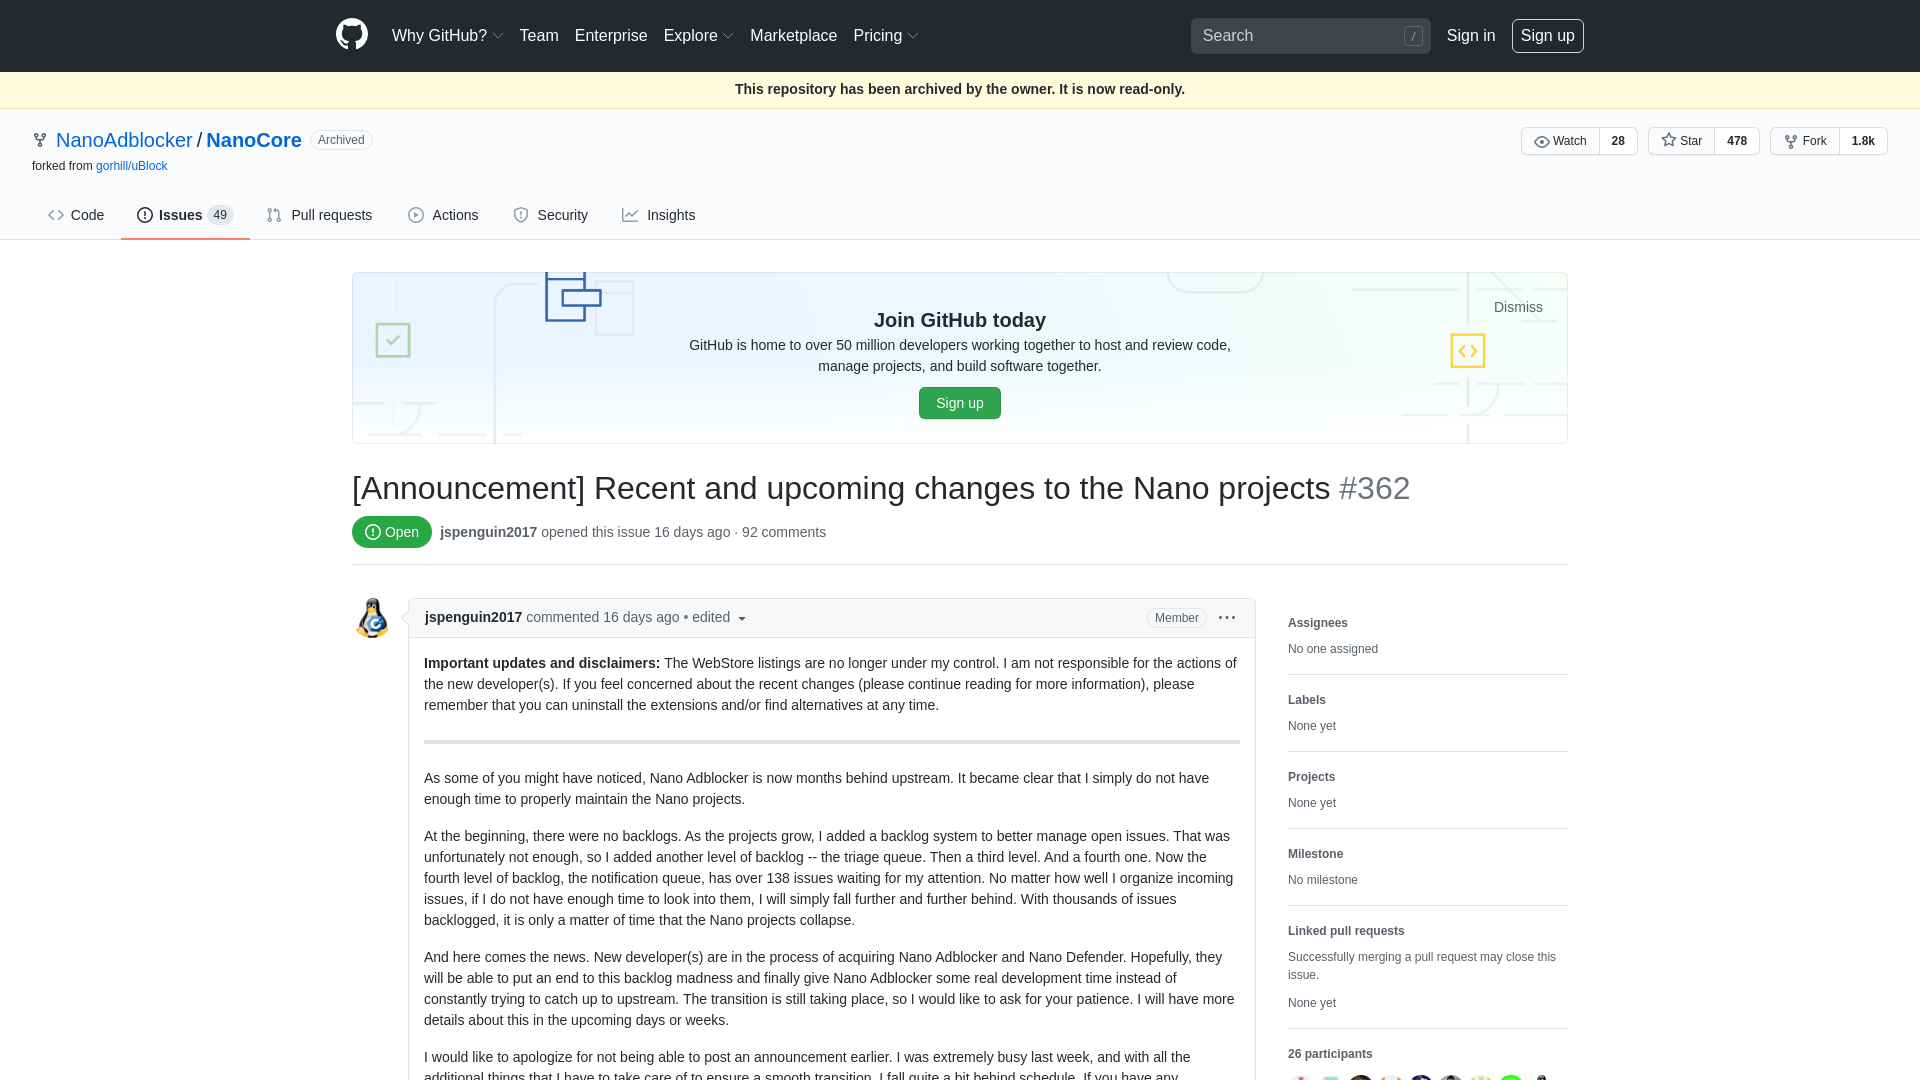 Why GitHub? Team Enterprise Explore Marketplace Pricing Search / Sign in Sign up
This repository has been archived by the owner. It is now read-only.
NanoAdblocker / NanoCore Archived
Watch 28 Star 478 Fork 1.8k
forked from gorhill/uBlock
Code Issues 49 Pull requests Actions Security Insights
Dismiss
Join GitHub today
GitHub is home to over 50 million developers working together to host and review code,
manage projects, and build software together.
Sign up
[Announcement] Recent and upcoming changes to the Nano projects #362
Open jspenguin2017 opened this issue 16 days ago · 92 comments
jspenguin2017 commented 16 days ago • edited Member
Important updates and disclaimers: The WebStore listings are no longer under my control. I am not responsible for the actions of
the new developer(s). If you feel concerned about the recent changes (please continue reading for more information), please
remember that you can uninstall the extensions and/or find alternatives at any time.
As some of you might have noticed, Nano Adblocker is now months behind upstream. It became clear that I simply do not have
enough time to properly maintain the Nano projects.
At the beginning, there were no backlogs. As the projects grow, I added a backlog system to better manage open issues. That was
unfortunately not enough, so I added another level of backlog -- the triage queue. Then a third level. And a fourth one. Now the
fourth level of backlog, the notification queue, has over 138 issues waiting for my attention. No matter how well I organize incoming
issues, if I do not have enough time to look into them, I will simply fall further and further behind. With thousands of issues
backlogged, it is only a matter of time that the Nano projects collapse.
And here comes the news. New developer(s) are in the process of acquiring Nano Adblocker and Nano Defender. Hopefully, they
will be able to put an end to this backlog madness and finally give Nano Adblocker some real development time instead of
constantly trying to catch up to upstream. The transition is still taking place, so I would like to ask for your patience. I will have more
details about this in the upcoming days or weeks.
I would like to apologize for not being able to post an announcement earlier. I was extremely busy last week, and with all the
additional things that I have to take care of to ensure a smooth transition, I fall quite a bit behind schedule. If you have any
Assignees
No one assigned
Labels
None yet
Projects
None yet
Milestone
No milestone
Linked pull requests
Successfully merging a pull request may close this
issue.
None yet
26 participants